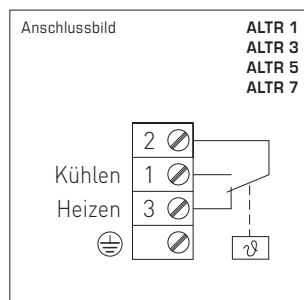 Anschlussbild
ALTR 1
ALTR 3
ALTR 5
ALTR 7
2
Kühlen 1
Heizen 3
ϑ